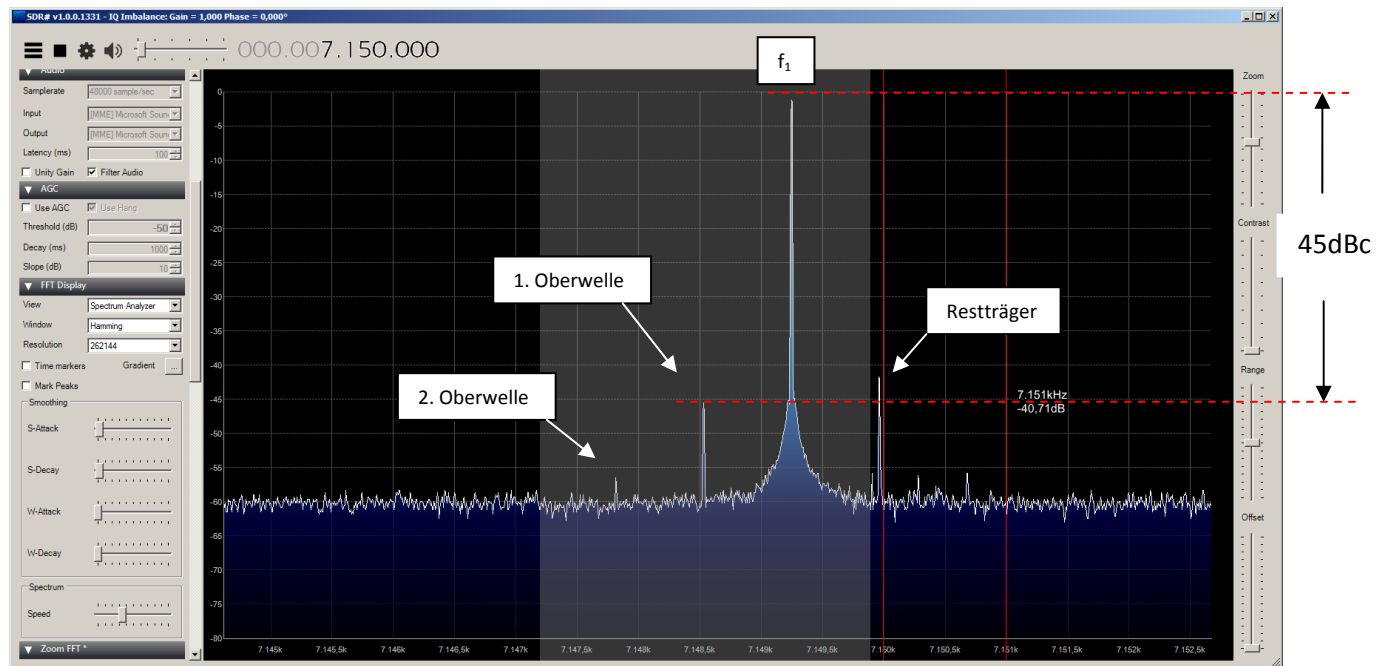 SDR# v1.0.0.1331 - IQ Imbalance: Gain = 1,000 Phase = 0,000°
000.007.150.000
Audio
Samplerate 48000 sample/sec
Input [MME] Microsoft Soun
Output [MME] Microsoft Soun
Latency (ms) 100
Unity Gain Filter Audio
AGC
Use AGC Use Hang
Threshold (dB) -50
Decay (ms) 1000
Slope (dB) 10
FFT Display
View Spectrum Analyzer
Window Hamming
Resolution 262144
Time markers Gradient ...
Mark Peaks
Smoothing
S-Attack
S-Decay
W-Attack
W-Decay
Spectrum
Speed
Zoom FFT *
f1
0
-5
-10
-15
-20
-25
-30
-35
-40
-45
-50
-55
-60
-65
-70
-75
-80
1. Oberwelle
2. Oberwelle
Restträger
7.151kHz
-40,71dB
7.145k 7.145,5k 7.146k 7.146,5k 7.147k 7.147,5k 7.148k 7.148,5k 7.149k 7.149,5k 7.150k 7.150,5k 7.151k 7.151,5k 7.152k 7.152,5k
Zoom
Contrast
Range
Offset
45dBc